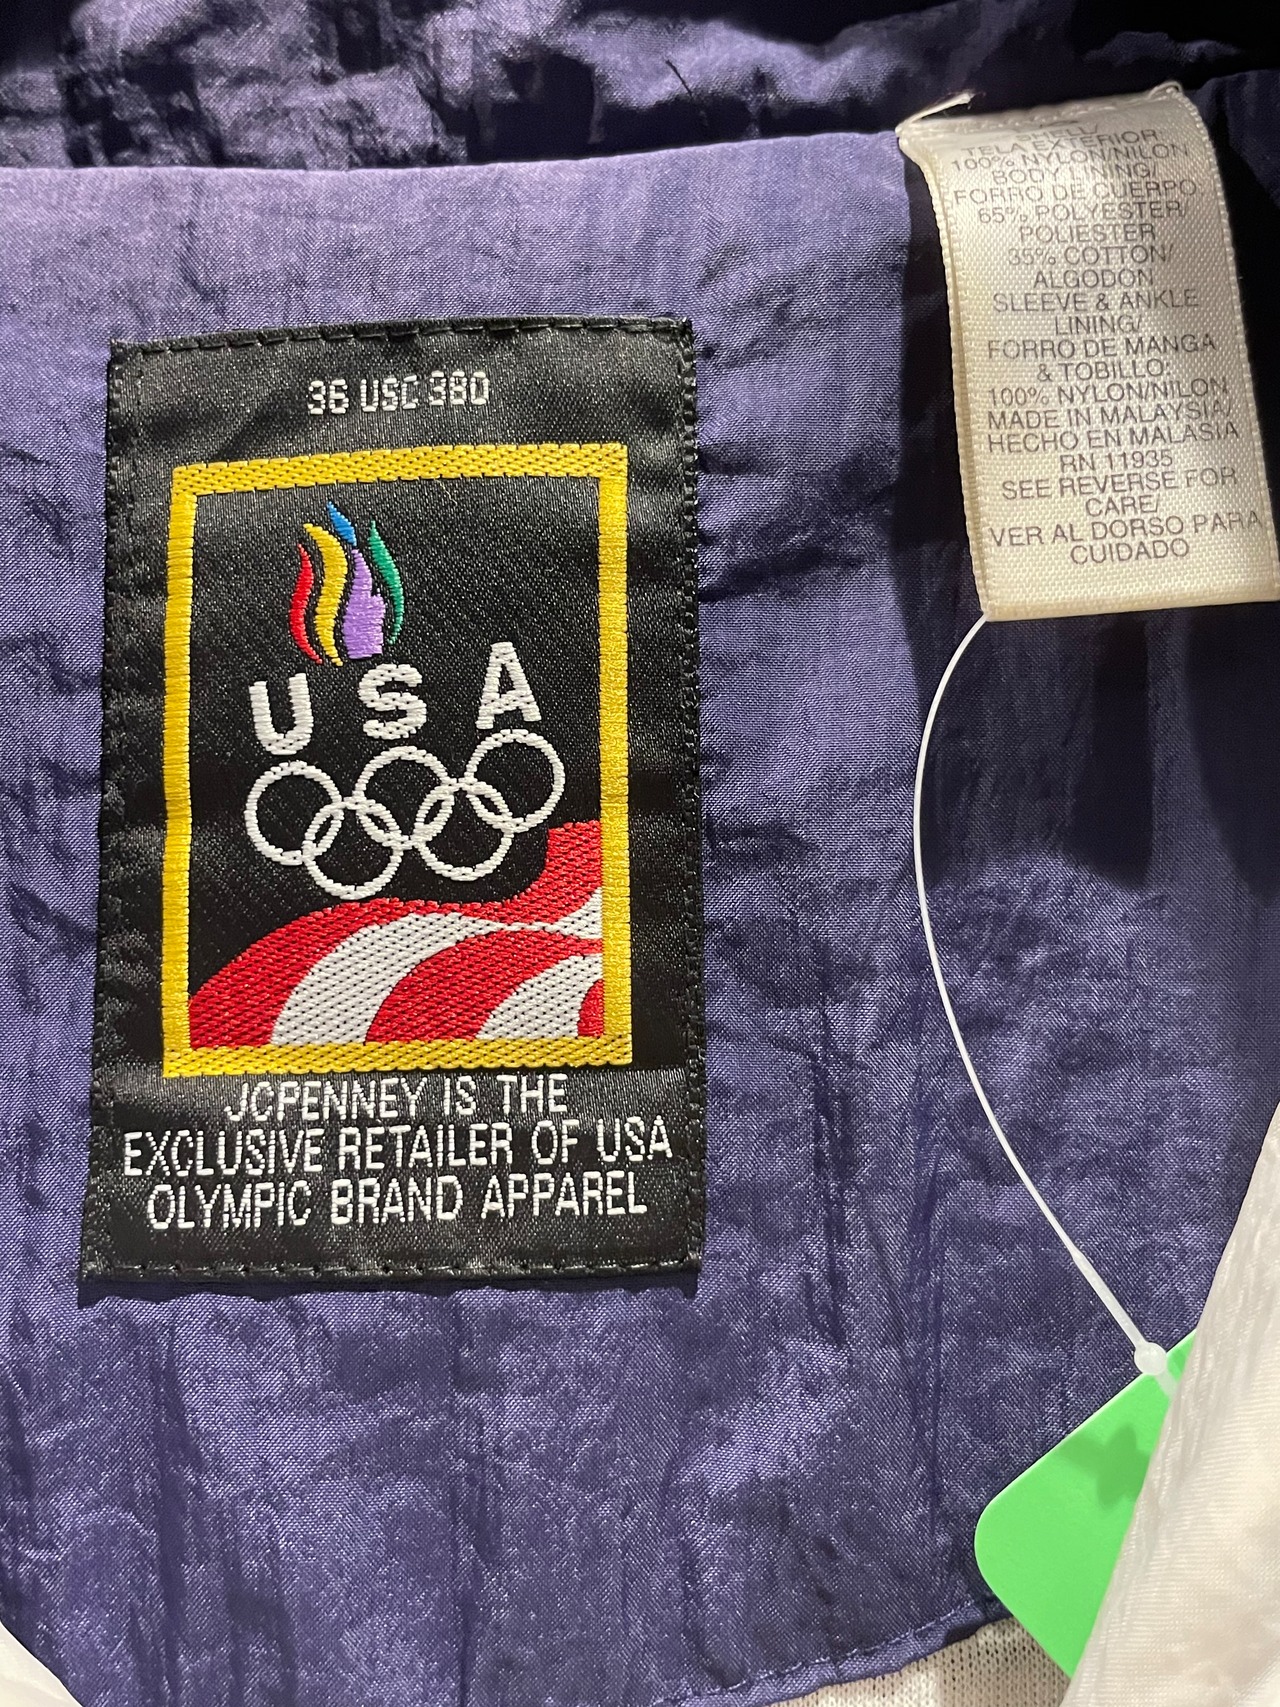 36 USC 380
USA
JCPENNEY IS THE
EXCLUSIVE RETAILER OF USA
OLYMPIC BRAND APPAREL
SHELL/
TELA EXTERIOR:
100% NYLON/NILON
BODY LINING/
FORRO DE CUERPO
65% POLYESTER/
POLIESTER
35% COTTON/
ALGODON
SLEEVE & ANKLE
LINING/
FORRO DE MANGA
& TOBILLO:
100% NYLON/NILON
MADE IN MALAYSIA/
HECHO EN MALASIA
RN 11935
SEE REVERSE FOR
CARE/
VER AL DORSO PARA
CUIDADO